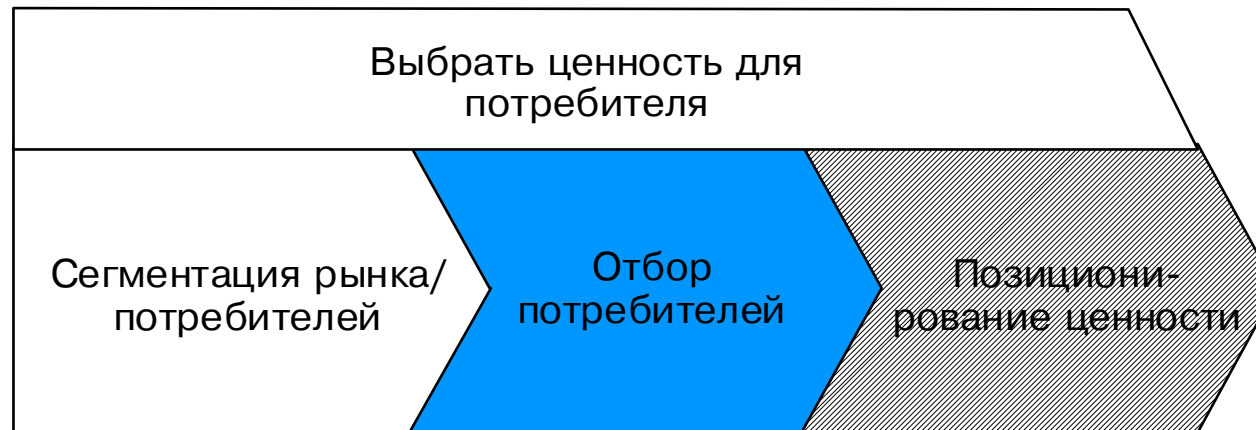 Выбрать ценность для
потребителя
Сегментация рынка/
потребителей
Отбор
потребителей
Позициони-
рование ценности